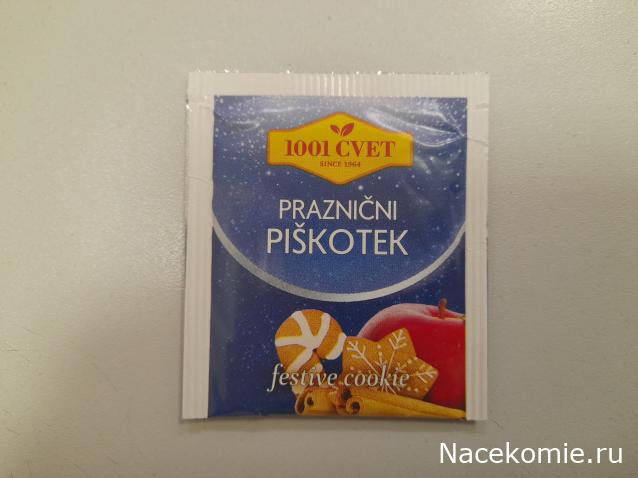 1001 CVET
SINCE 1964
PRAZNIČNI
PIŠKOTEK
festive cookie
Nacekomie.ru